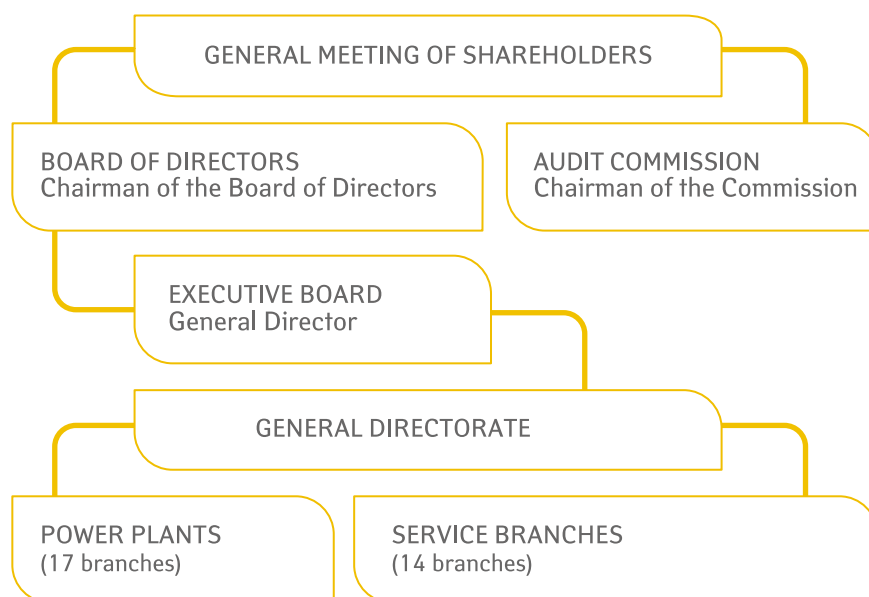 GENERAL MEETING OF SHAREHOLDERS
BOARD OF DIRECTORS
Chairman of the Board of Directors
AUDIT COMMISSION
Chairman of the Commission
EXECUTIVE BOARD
General Director
GENERAL DIRECTORATE
POWER PLANTS
(17 branches)
SERVICE BRANCHES
(14 branches)